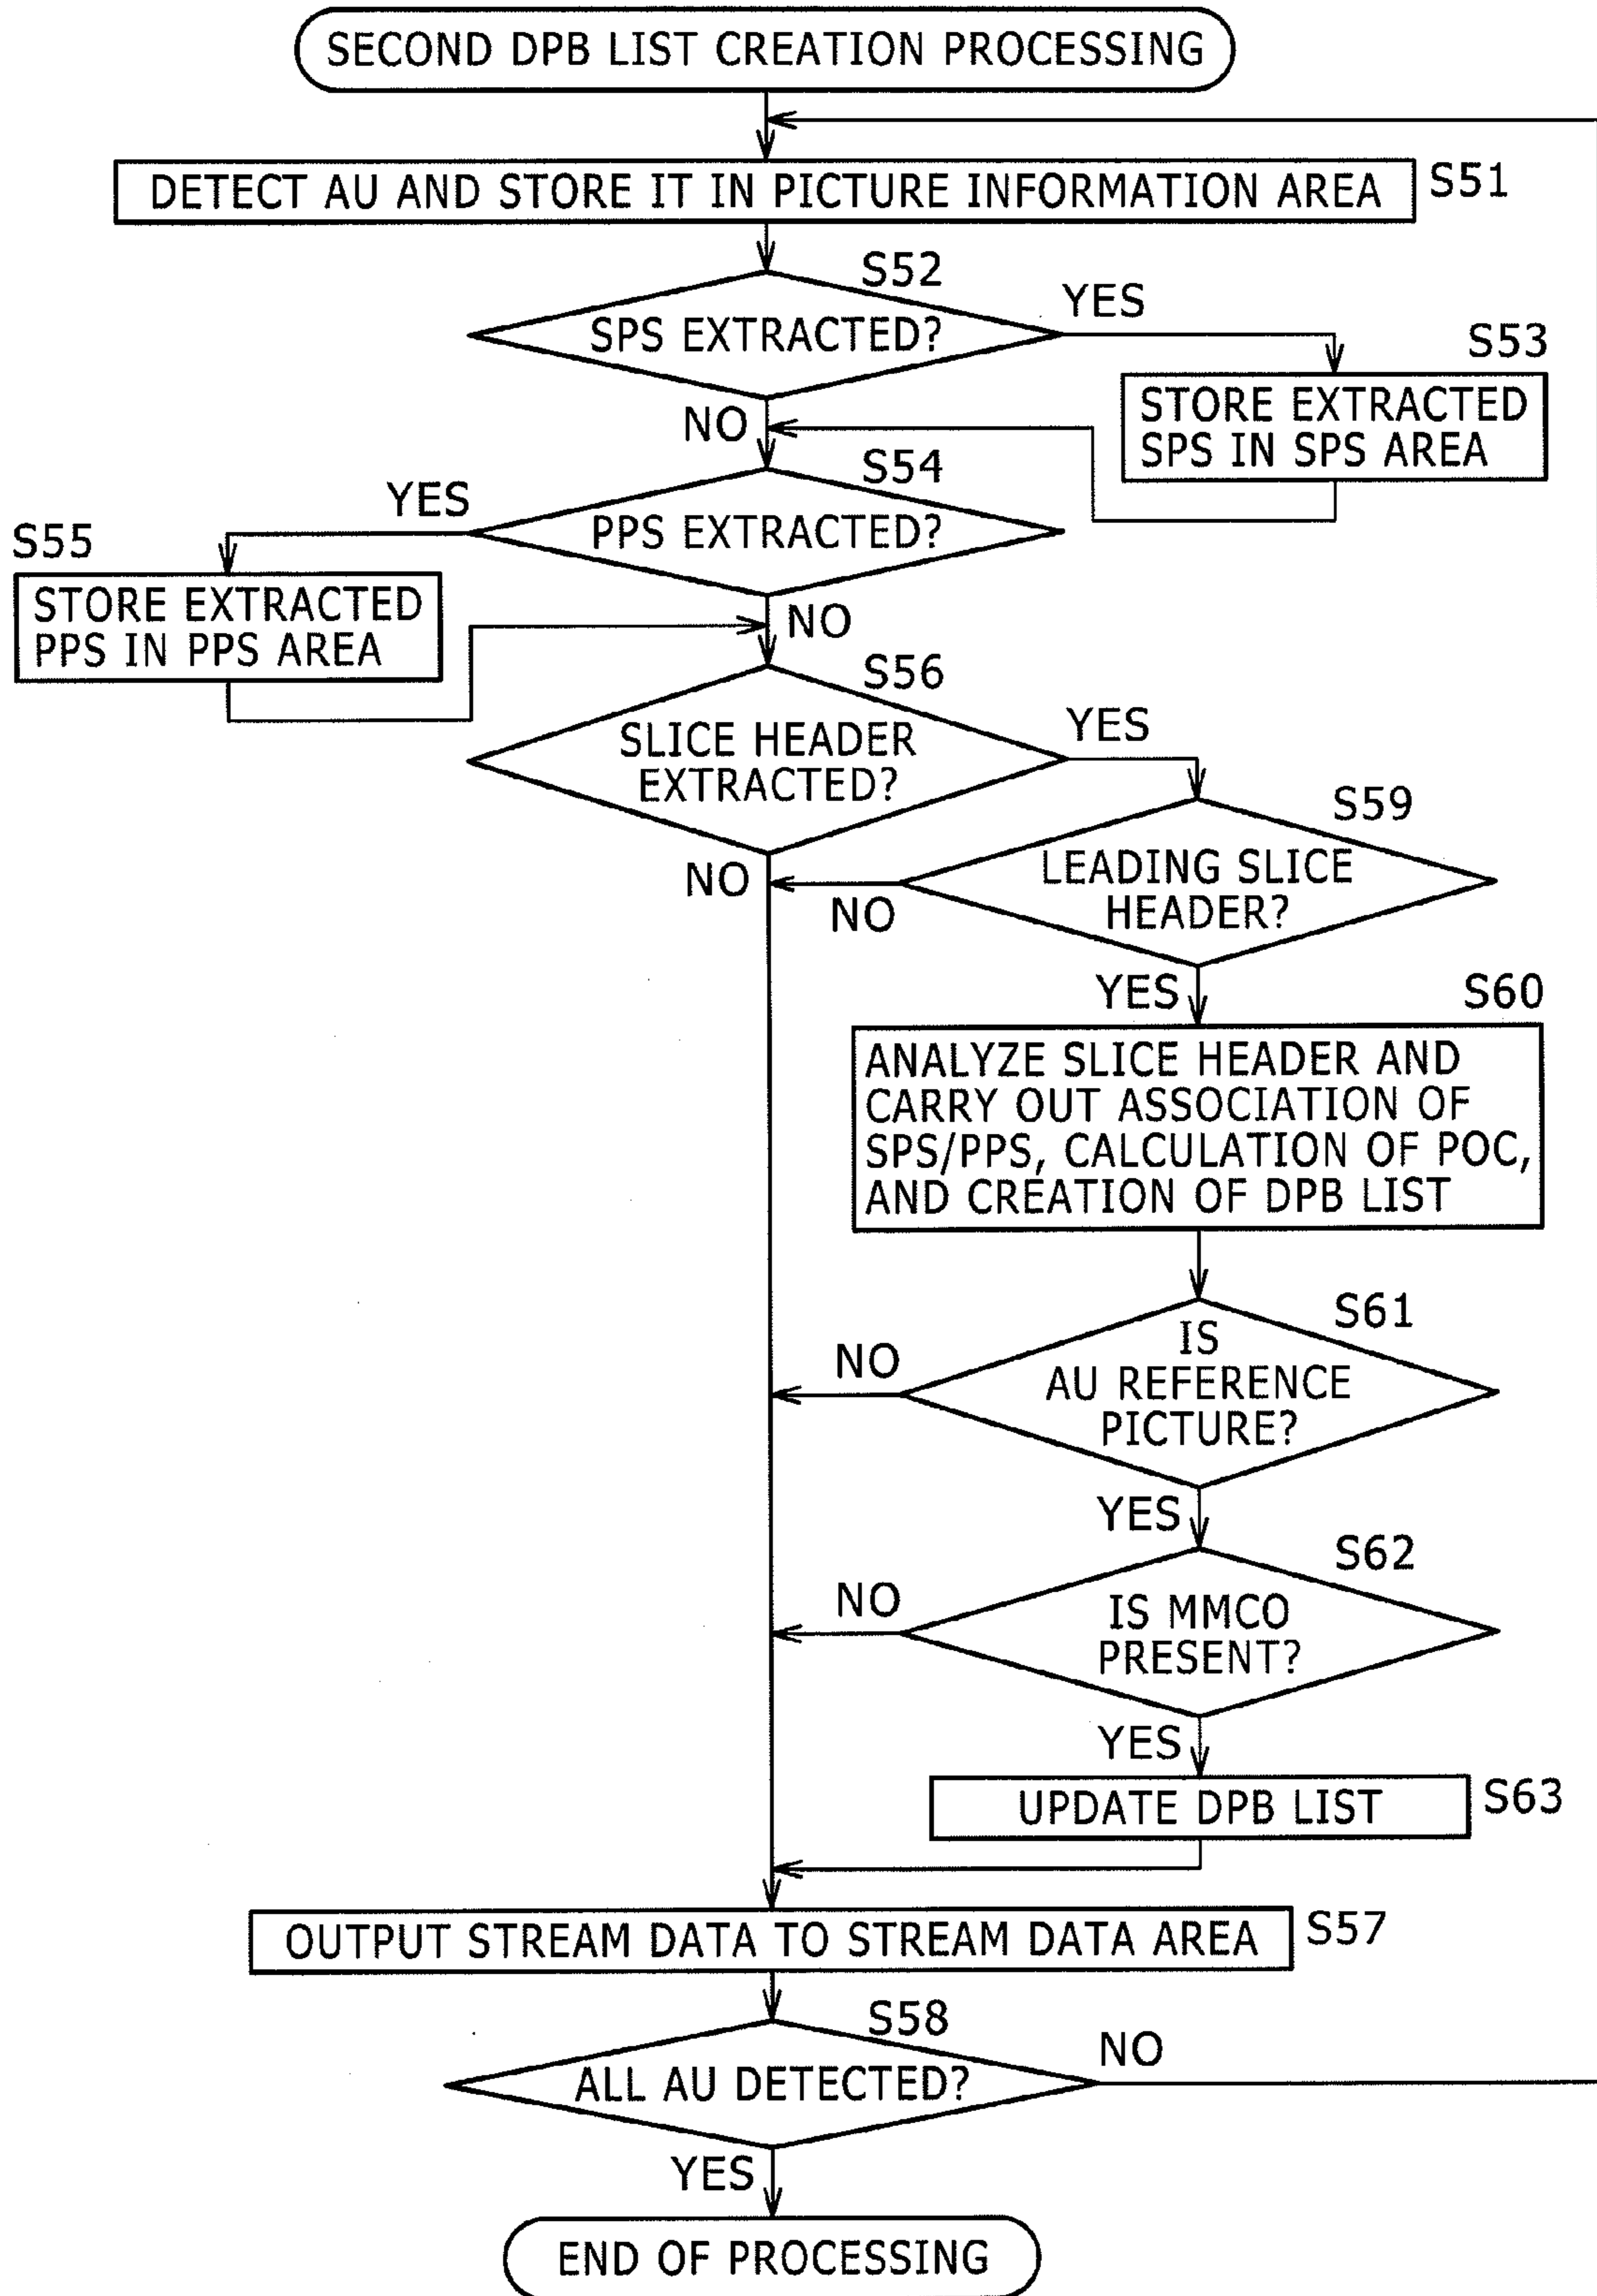 SECOND DPB LIST CREATION PROCESSING
DETECT AU AND STORE IT IN PICTURE INFORMATION AREA
S51
S52
SPS EXTRACTED?
YES
NO
S53
STORE EXTRACTED
SPS IN SPS AREA
S54
PPS EXTRACTED?
YES
NO
S55
STORE EXTRACTED
PPS IN PPS AREA
S56
SLICE HEADER
EXTRACTED?
YES
NO
S59
LEADING SLICE
HEADER?
NO
YES
S60
ANALYZE SLICE HEADER AND
CARRY OUT ASSOCIATION OF
SPS/PPS, CALCULATION OF POC,
AND CREATION OF DPB LIST
S61
IS
AU REFERENCE
PICTURE?
NO
YES
S62
IS MMCO
PRESENT?
NO
YES
UPDATE DPB LIST
S63
OUTPUT STREAM DATA TO STREAM DATA AREA
S57
S58
ALL AU DETECTED?
NO
YES
END OF PROCESSING